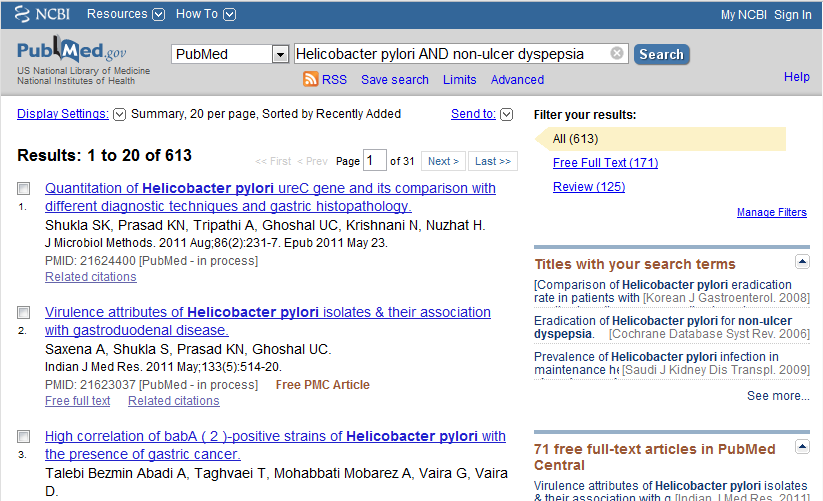 NCBI Resources How To My NCBI Sign In
PubMed.gov
US National Library of Medicine
National Institutes of Health
PubMed Helicobacter pylori AND non-ulcer dyspepsia Search
RSS Save search Limits Advanced
Help
Display Settings: Summary, 20 per page, Sorted by Recently Added Send to:
Results: 1 to 20 of 613
<< First < Prev Page 1 of 31 Next > Last >>
1. Quantitation of Helicobacter pylori ureC gene and its comparison with
different diagnostic techniques and gastric histopathology.
Shukla SK, Prasad KN, Tripathi A, Ghoshal UC, Krishnani N, Nuzhat H.
J Microbiol Methods. 2011 Aug;86(2):231-7. Epub 2011 May 23.
PMID: 21624400 [PubMed - in process]
Related citations
2. Virulence attributes of Helicobacter pylori isolates & their association
with gastroduodenal disease.
Saxena A, Shukla S, Prasad KN, Ghoshal UC.
Indian J Med Res. 2011 May;133(5):514-20.
PMID: 21623037 [PubMed - in process] Free PMC Article
Free full text Related citations
3. High correlation of babA ( 2 )-positive strains of Helicobacter pylori with
the presence of gastric cancer.
Talebi Bezmin Abadi A, Taghvaei T, Mohabbati Mobarez A, Vaira G, Vaira
D.
Filter your results:
All (613)
Free Full Text (171)
Review (125)
Manage Filters
Titles with your search terms
[Comparison of Helicobacter pylori eradication
rate in patients with [Korean J Gastroenterol. 2008]
Eradication of Helicobacter pylori for non-ulcer
dyspepsia. [Cochrane Database Syst Rev. 2006]
Prevalence of Helicobacter pylori infection in
maintenance he [Saudi J Kidney Dis Transpl. 2009]
See more...
71 free full-text articles in PubMed
Central
Virulence attributes of Helicobacter pylori isolates
& their association with g [Indian J Med Res. 2011]